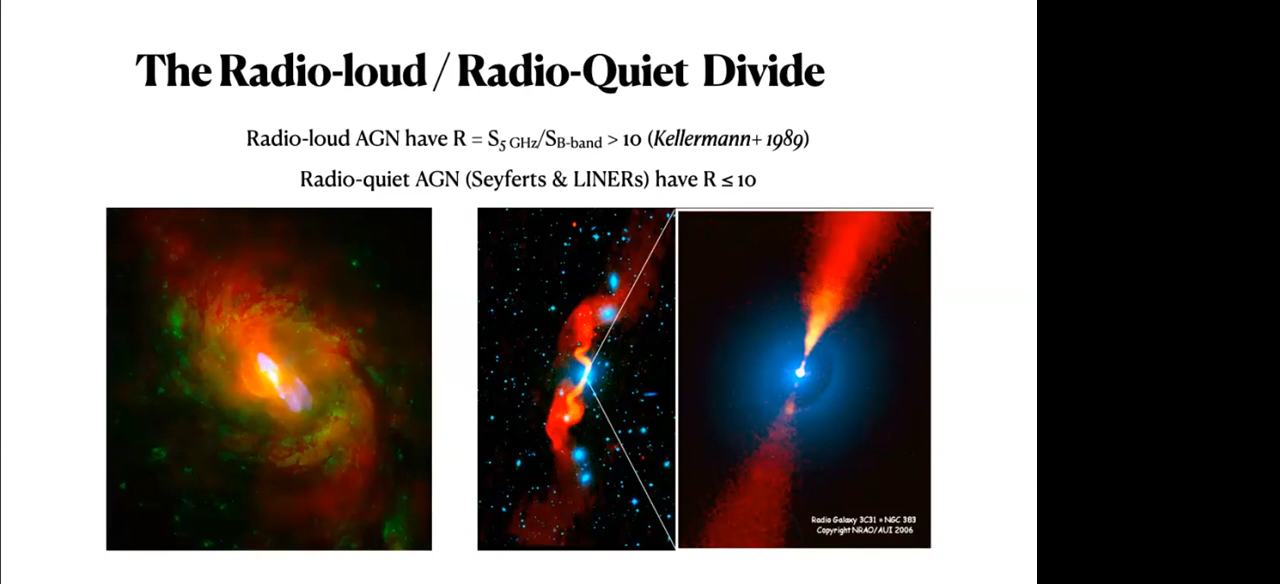 The Radio-loud / Radio-Quiet Divide
Radio-loud AGN have R = S5 GHz/SB-band > 10 (Kellermann+ 1989)
Radio-quiet AGN (Seyferts & LINERs) have R ≤ 10
Radio Galaxy 3C31 • NGC 383
Copyright NRAO/AUI 2006